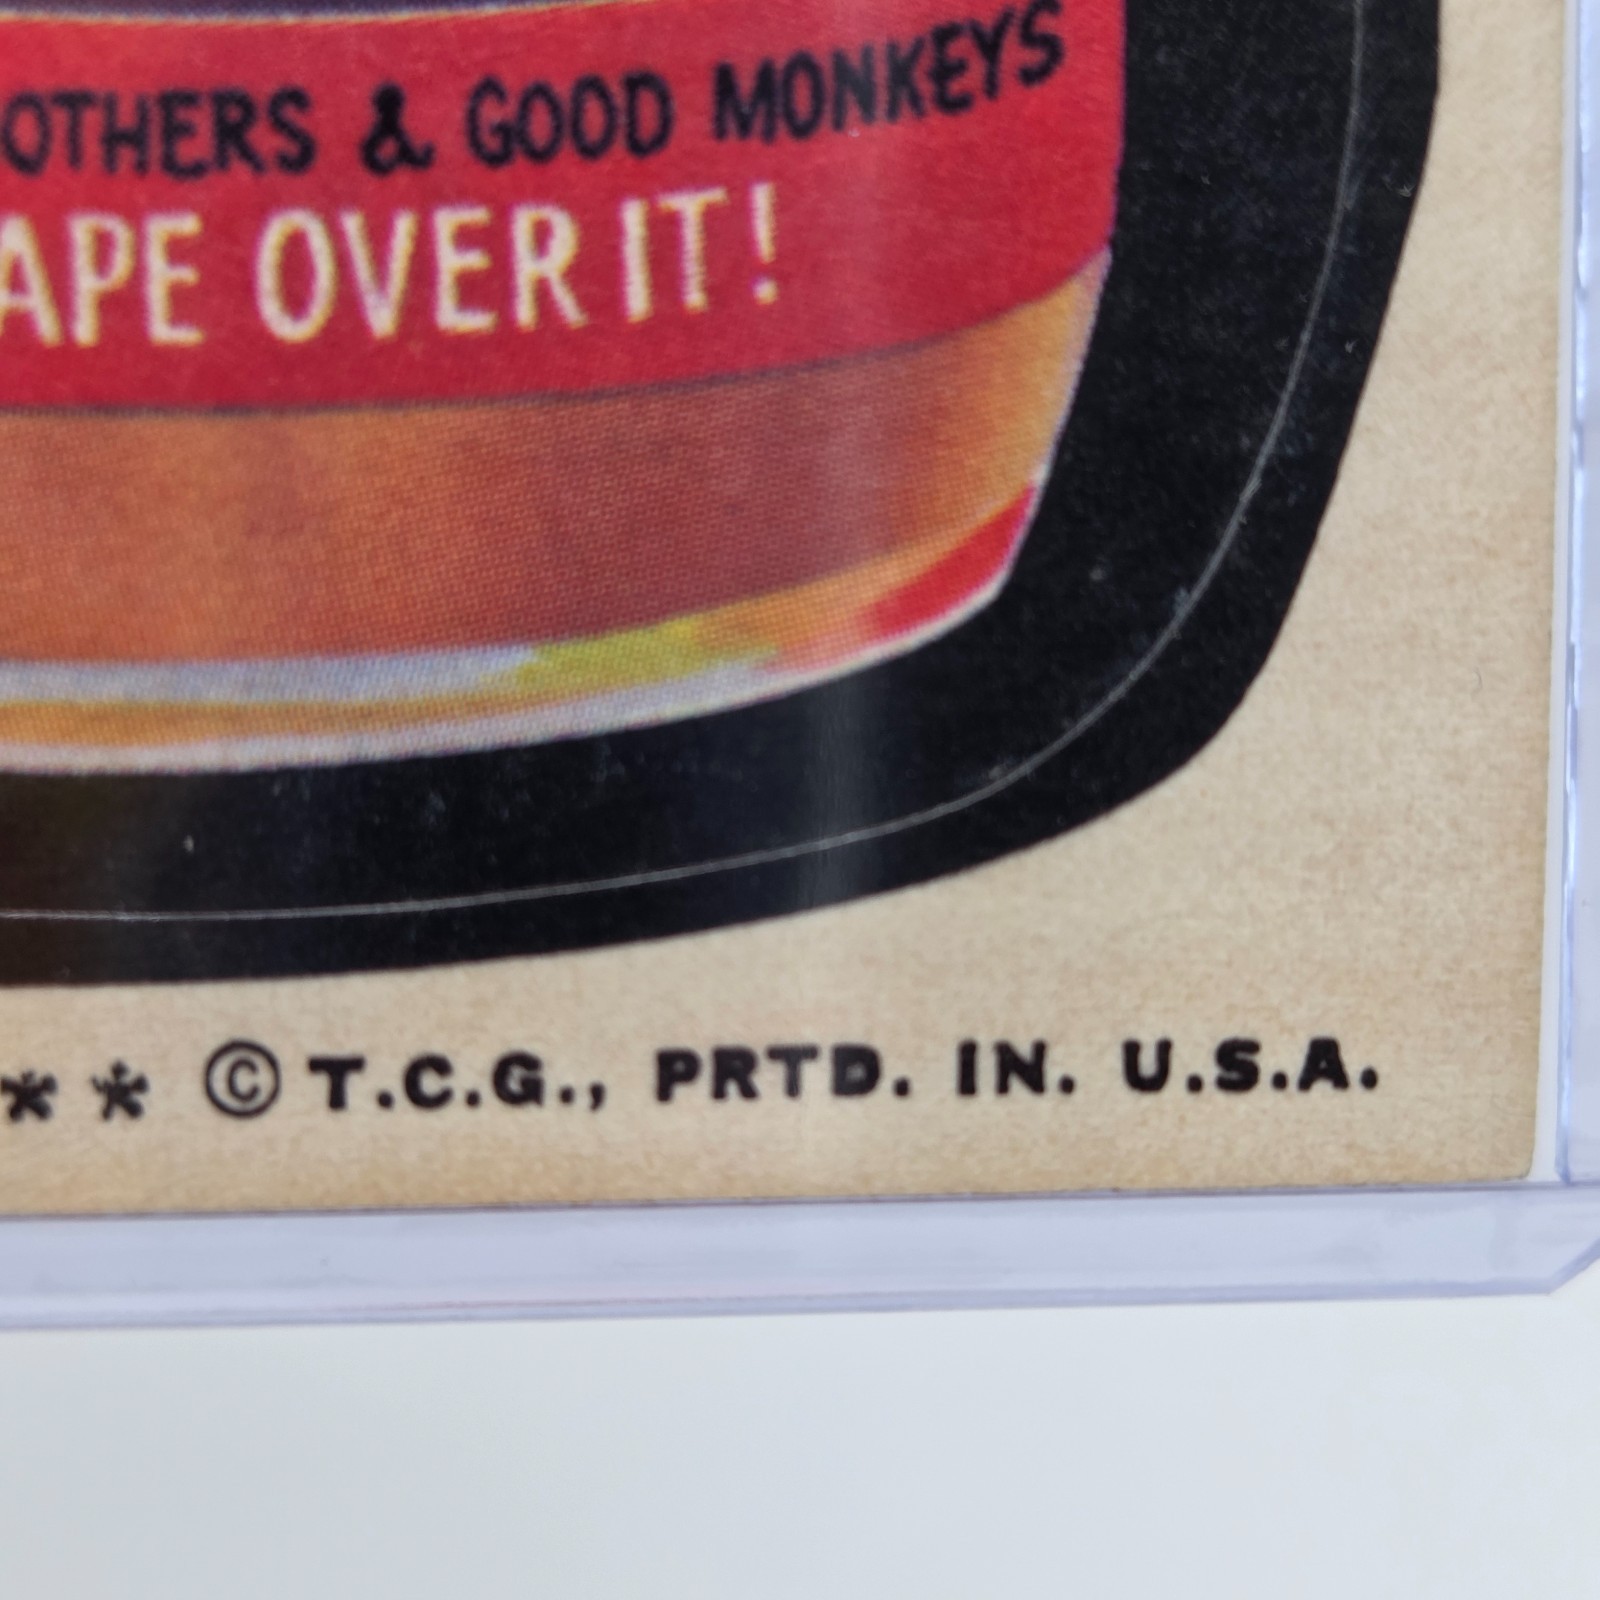 OTHERS & GOOD MONKEYS
APE OVER IT!
** © T.C.G., PRTD. IN. U.S.A.